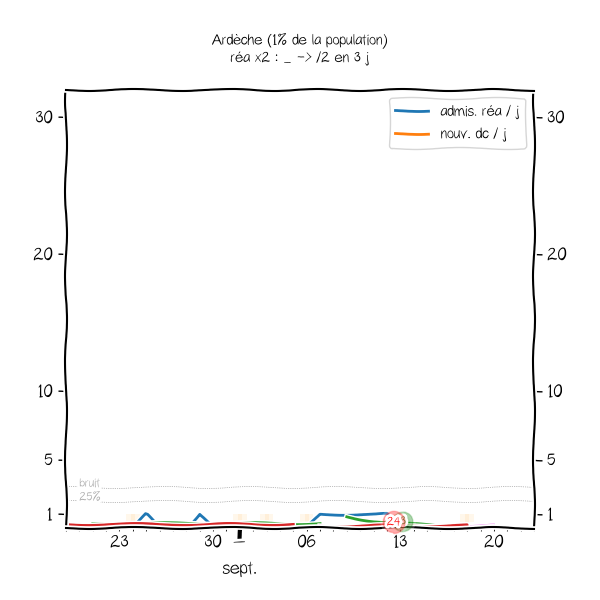 Ardèche (1% de la population)
réa x2 : _ -> /2 en 3 j
admis. réa / j
nouv. dc / j
30
30
20
20
10
10
5
5
bruit
25%
1
1
24
23
30
06
13
20
sept.